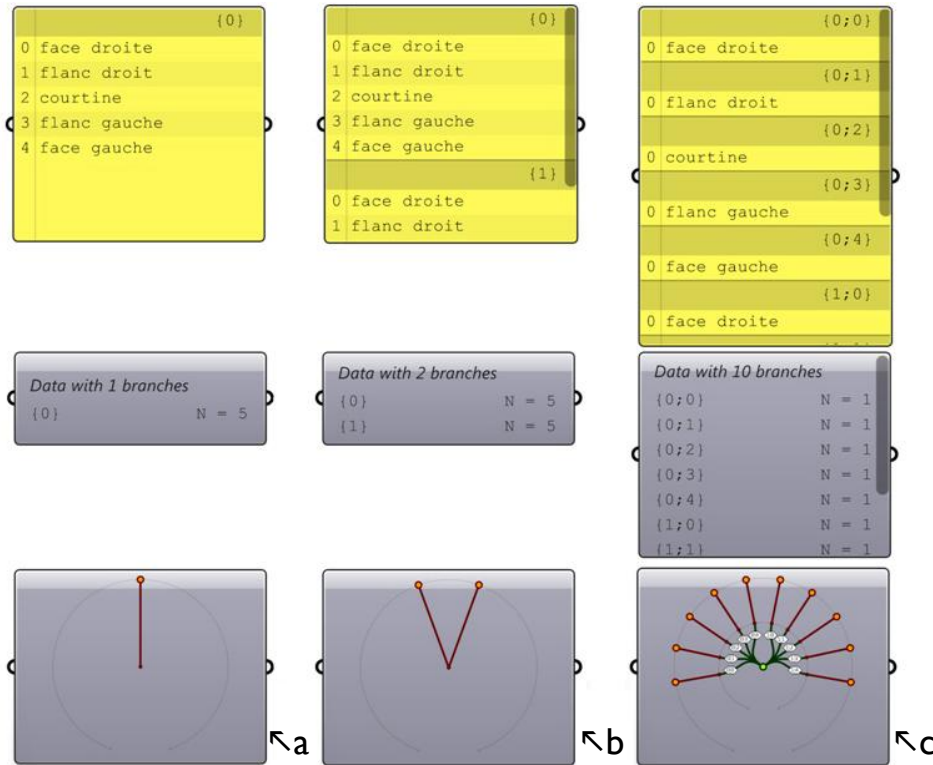 {0}
0 face droite
1 flanc droit
2 courtine
3 flanc gauche
4 face gauche
{0}
0 face droite
1 flanc droit
2 courtine
3 flanc gauche
4 face gauche
{1}
0 face droite
1 flanc droit
{0;0}
0 face droite
{0;1}
0 flanc droit
{0;2}
0 courtine
{0;3}
0 flanc gauche
{0;4}
0 face gauche
{1;0}
0 face droite
Data with 1 branches
{0} N = 5
Data with 2 branches
{0} N = 5
{1} N = 5
Data with 10 branches
{0;0} N = 1
{0;1} N = 1
{0;2} N = 1
{0;3} N = 1
{0;4} N = 1
{1;0} N = 1
{1;1} N = 1
↖a
↖b
↖c